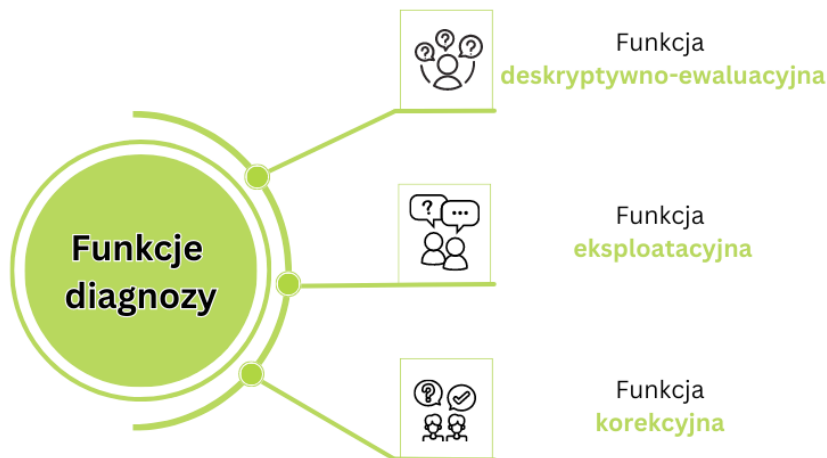 Funkcje
diagnozy
Funkcja
deskryptywno-ewaluacyjna
Funkcja
eksploatacyjna
Funkcja
korekcyjna